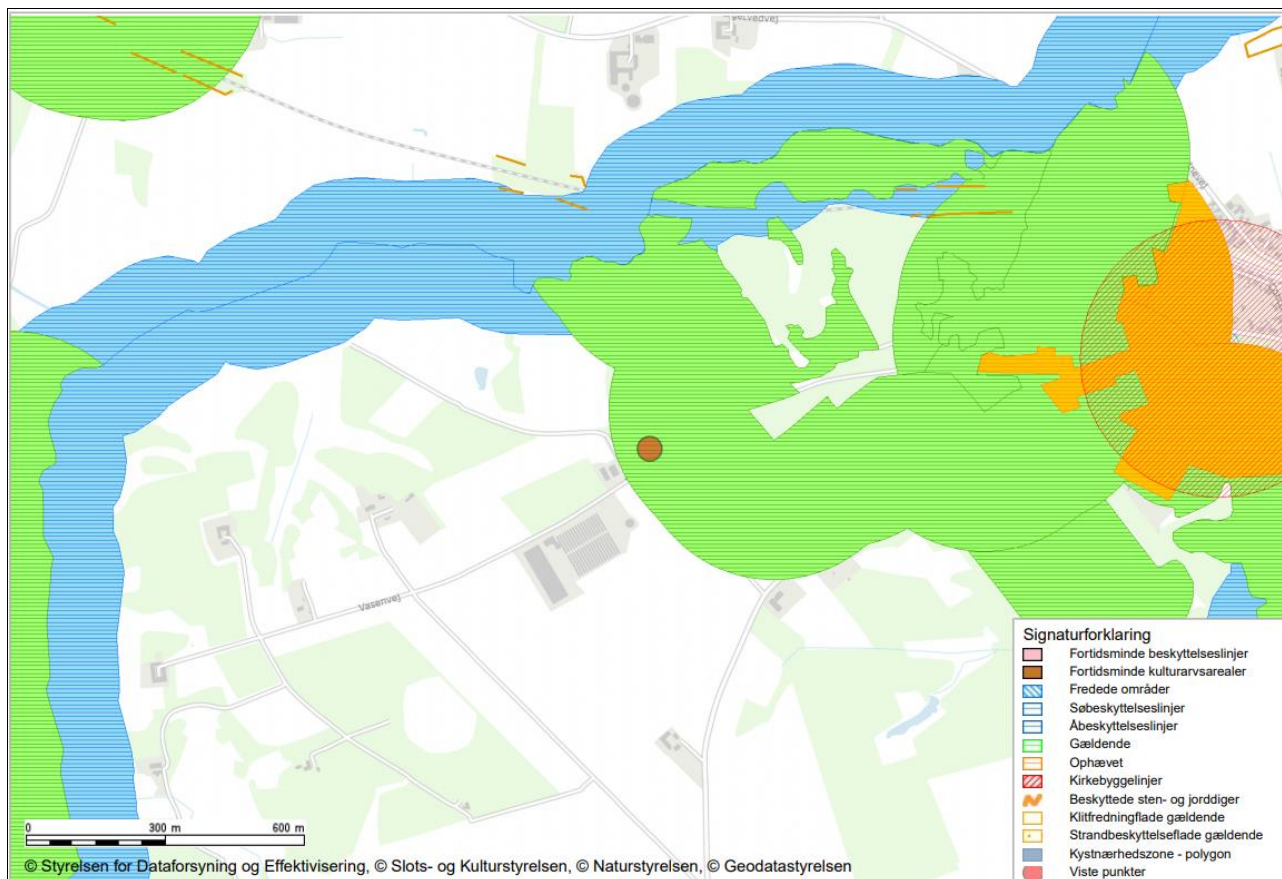 Vasenvej
Signaturforklaring
Fortidsminde beskyttelseslinjer
Fortidsminde kulturarvsarealer
Fredede områder
Søbeskyttelseslinjer
Åbeskyttelseslinjer
Gældende
Ophævet
Kirkebyggelinjer
Beskyttede sten- og jorddiger
Klitfredningflade gældende
Strandbeskyttelseflade gældende
Kystnærhedszone - polygon
Viste punkter
0 300 m 600 m
© Styrelsen for Dataforsyning og Effektivisering, © Slots- og Kulturstyrelsen, © Naturstyrelsen, © Geodatastyrelsen